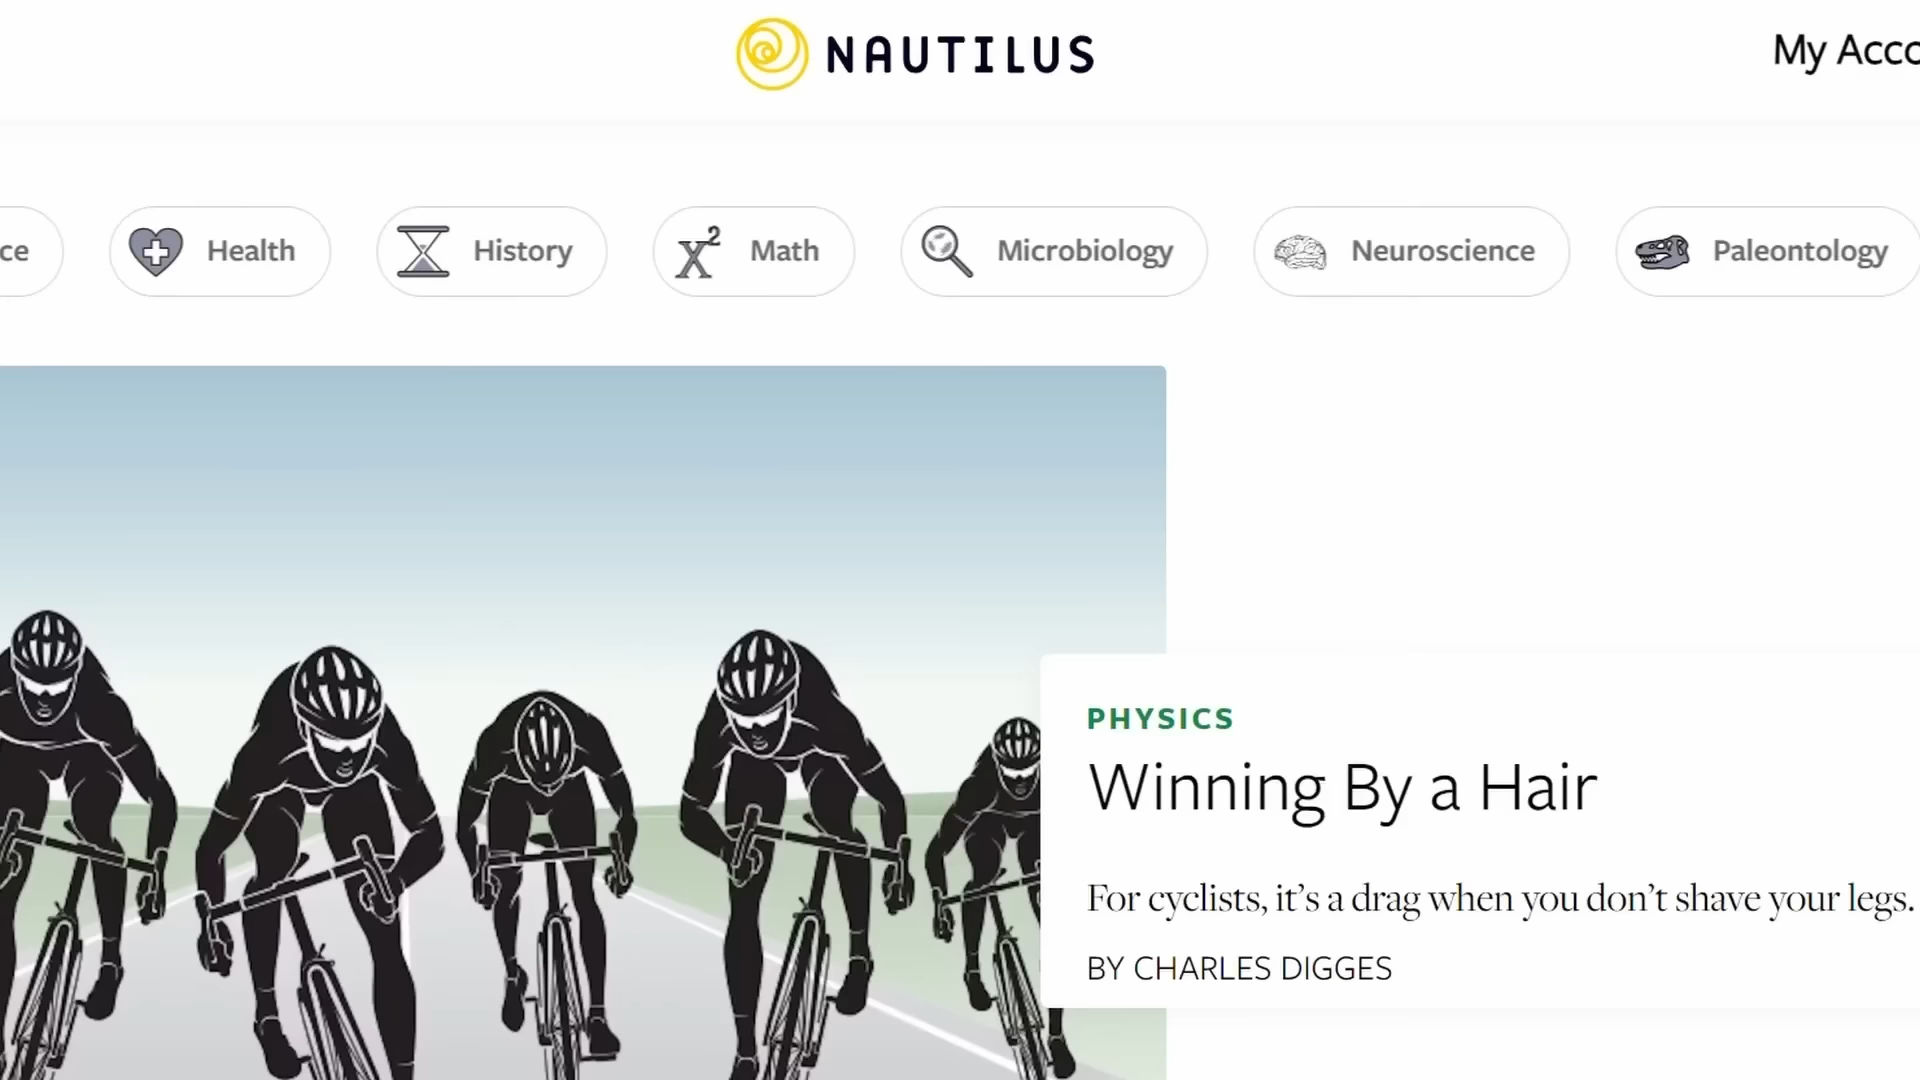 NAUTILUS
My Acco
ce
Health
History
x²
Math
Microbiology
Neuroscience
Paleontology
PHYSICS
Winning By a Hair
For cyclists, it’s a drag when you don’t shave your legs.
BY CHARLES DIGGES